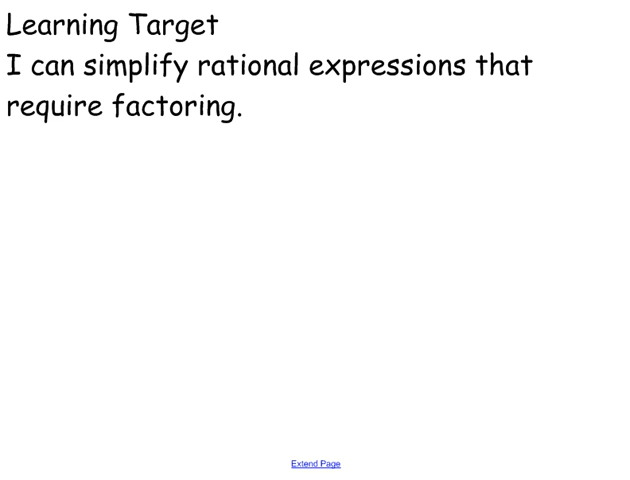 Learning Target
I can simplify rational expressions that
require factoring.
Extend Page